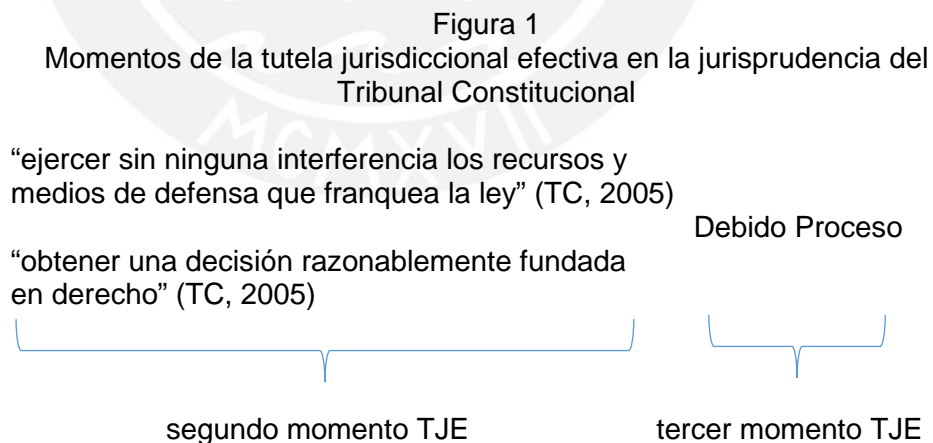 Figura 1
Momentos de la tutela jurisdiccional efectiva en la jurisprudencia del
Tribunal Constitucional
MCMXVII
“ejercer sin ninguna interferencia los recursos y
medios de defensa que franquea la ley” (TC, 2005)
Debido Proceso
“obtener una decisión razonablemente fundada
en derecho” (TC, 2005)
segundo momento TJE
tercer momento TJE